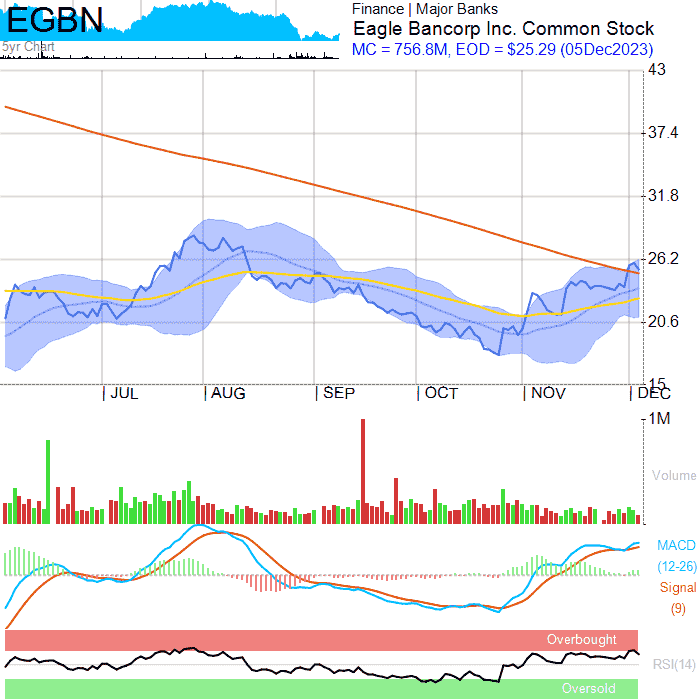 EGBN
5yr Chart
Finance | Major Banks
Eagle Bancorp Inc. Common Stock
MC = 756.8M, EOD = $25.29 (05Dec2023)
43
37.4
31.8
26.2
20.6
15
| JUL | AUG | SEP | OCT | NOV | DEC
1M
Volume
MACD
(12-26)
Signal
(9)
Overbought
RSI(14)
Oversold